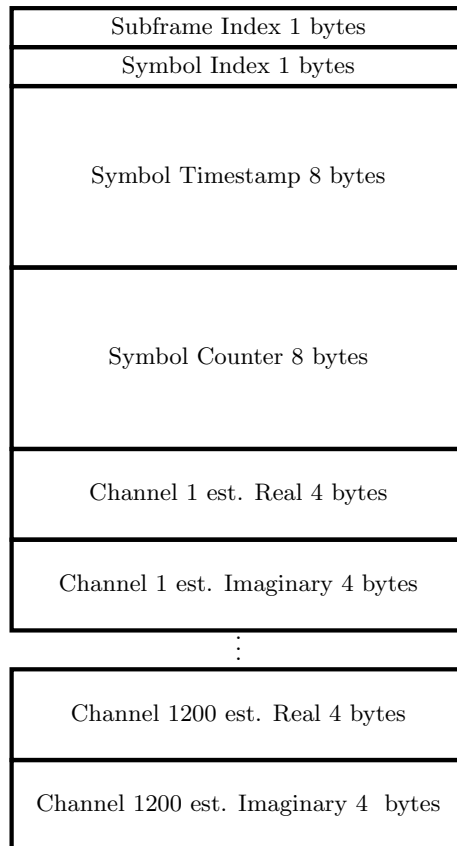 Subframe Index 1 bytes
Symbol Index 1 bytes
Symbol Timestamp 8 bytes
Symbol Counter 8 bytes
Channel 1 est. Real 4 bytes
Channel 1 est. Imaginary 4 bytes
⋮
Channel 1200 est. Real 4 bytes
Channel 1200 est. Imaginary 4 bytes